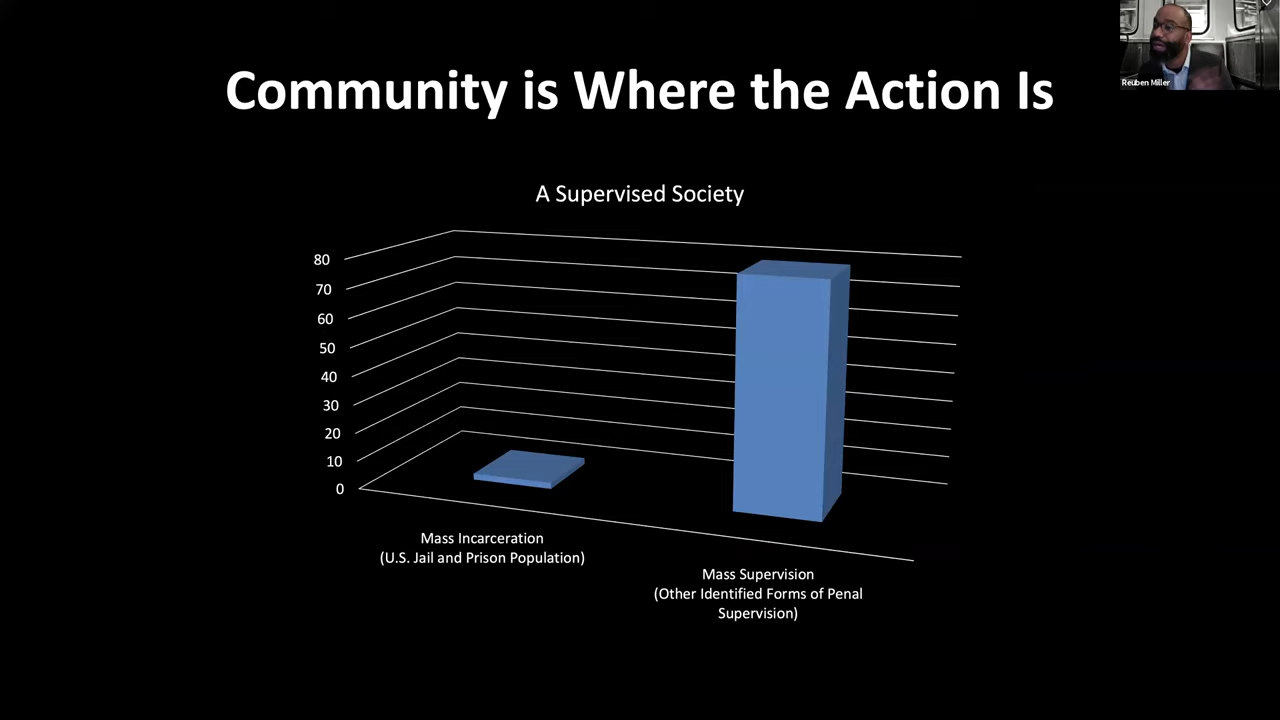 Community is Where the Action Is
Reuben Miller
A Supervised Society
80
70
60
50
40
30
20
10
0
Mass Incarceration
(U.S. Jail and Prison Population)
Mass Supervision
(Other Identified Forms of Penal
Supervision)